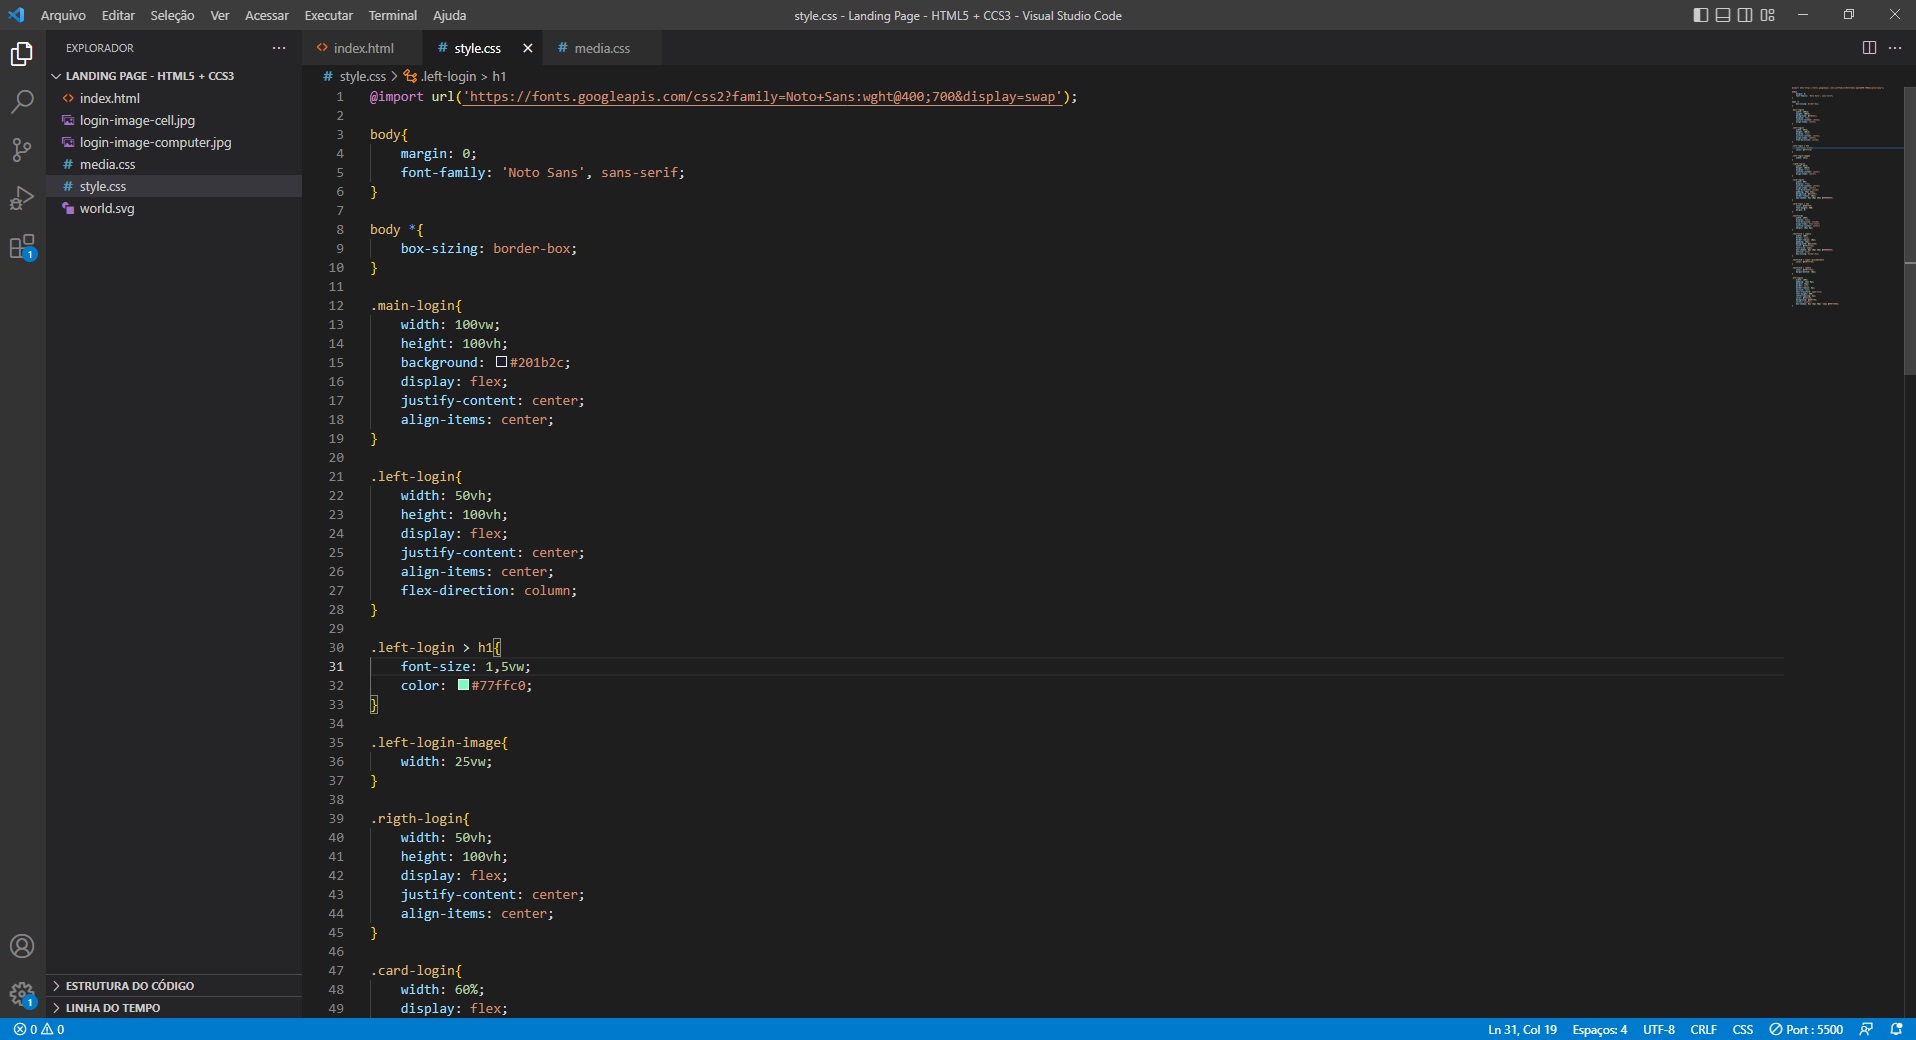 Arquivo Editar Seleção Ver Acessar Executar Terminal Ajuda
style.css - Landing Page - HTML5 + CCS3 - Visual Studio Code
EXPLORADOR
LANDING PAGE - HTML5 + CCS3
index.html
login-image-cell.jpg
login-image-computer.jpg
# media.css
# style.css
world.svg
1
ESTRUTURA DO CÓDIGO
LINHA DO TEMPO
1
index.html # style.css # media.css
# style.css > .left-login > h1
1 @import url('https://fonts.googleapis.com/css2?family=Noto+Sans:wght@400;700&display=swap');
2
3 body{
4 margin: 0;
5 font-family: 'Noto Sans', sans-serif;
6 }
7
8 body *{
9 box-sizing: border-box;
10 }
11
12 .main-login{
13 width: 100vw;
14 height: 100vh;
15 background: #201b2c;
16 display: flex;
17 justify-content: center;
18 align-items: center;
19 }
20
21 .left-login{
22 width: 50vh;
23 height: 100vh;
24 display: flex;
25 justify-content: center;
26 align-items: center;
27 flex-direction: column;
28 }
29
30 .left-login > h1{
31 font-size: 1,5vw;
32 color: #77ffc0;
33 }
34
35 .left-login-image{
36 width: 25vw;
37 }
38
39 .rigth-login{
40 width: 50vh;
41 height: 100vh;
42 display: flex;
43 justify-content: center;
44 align-items: center;
45 }
46
47 .card-login{
48 width: 60%;
49 display: flex;
0 0
Ln 31, Col 19 Espaços: 4 UTF-8 CRLF CSS Port : 5500